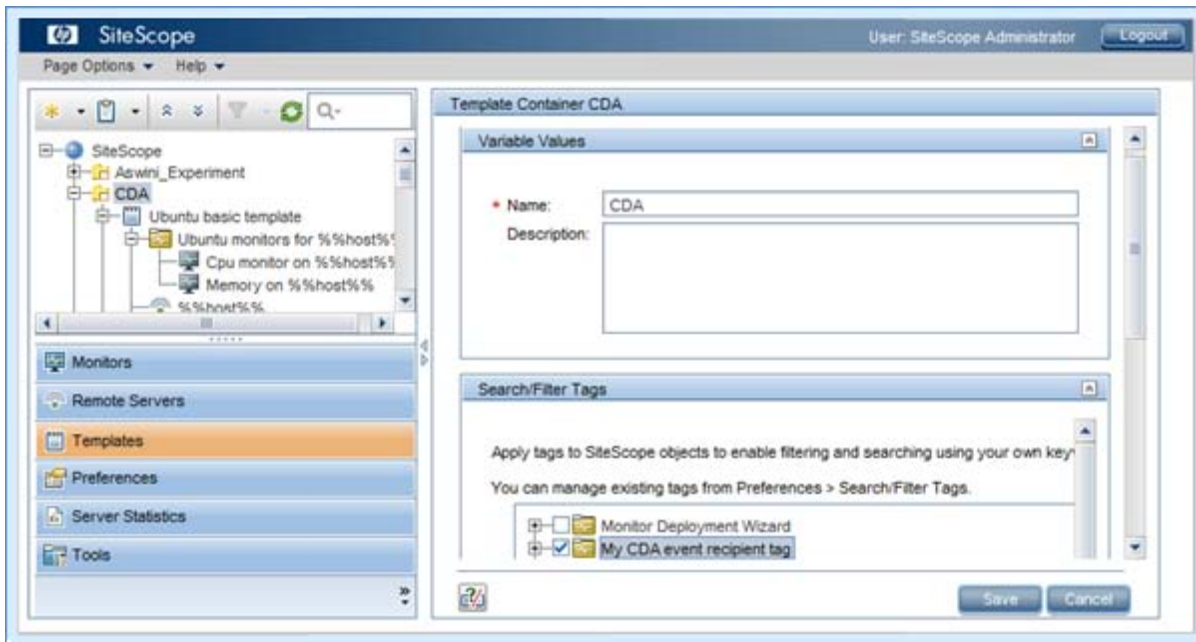 hp SiteScope User: SiteScope Administrator Logout
Page Options Help
SiteScope
Aswini_Experiment
CDA
Ubuntu basic template
Ubuntu monitors for %%host%
Cpu monitor on %%host%%
Memory on %%host%%
%%host%%
Monitors
Remote Servers
Templates
Preferences
Server Statistics
Tools
Template Container CDA
Variable Values
* Name: CDA
Description:
Search/Filter Tags
Apply tags to SiteScope objects to enable filtering and searching using your own key
You can manage existing tags from Preferences > Search/Filter Tags.
Monitor Deployment Wizard
My CDA event recipient tag
Save Cancel